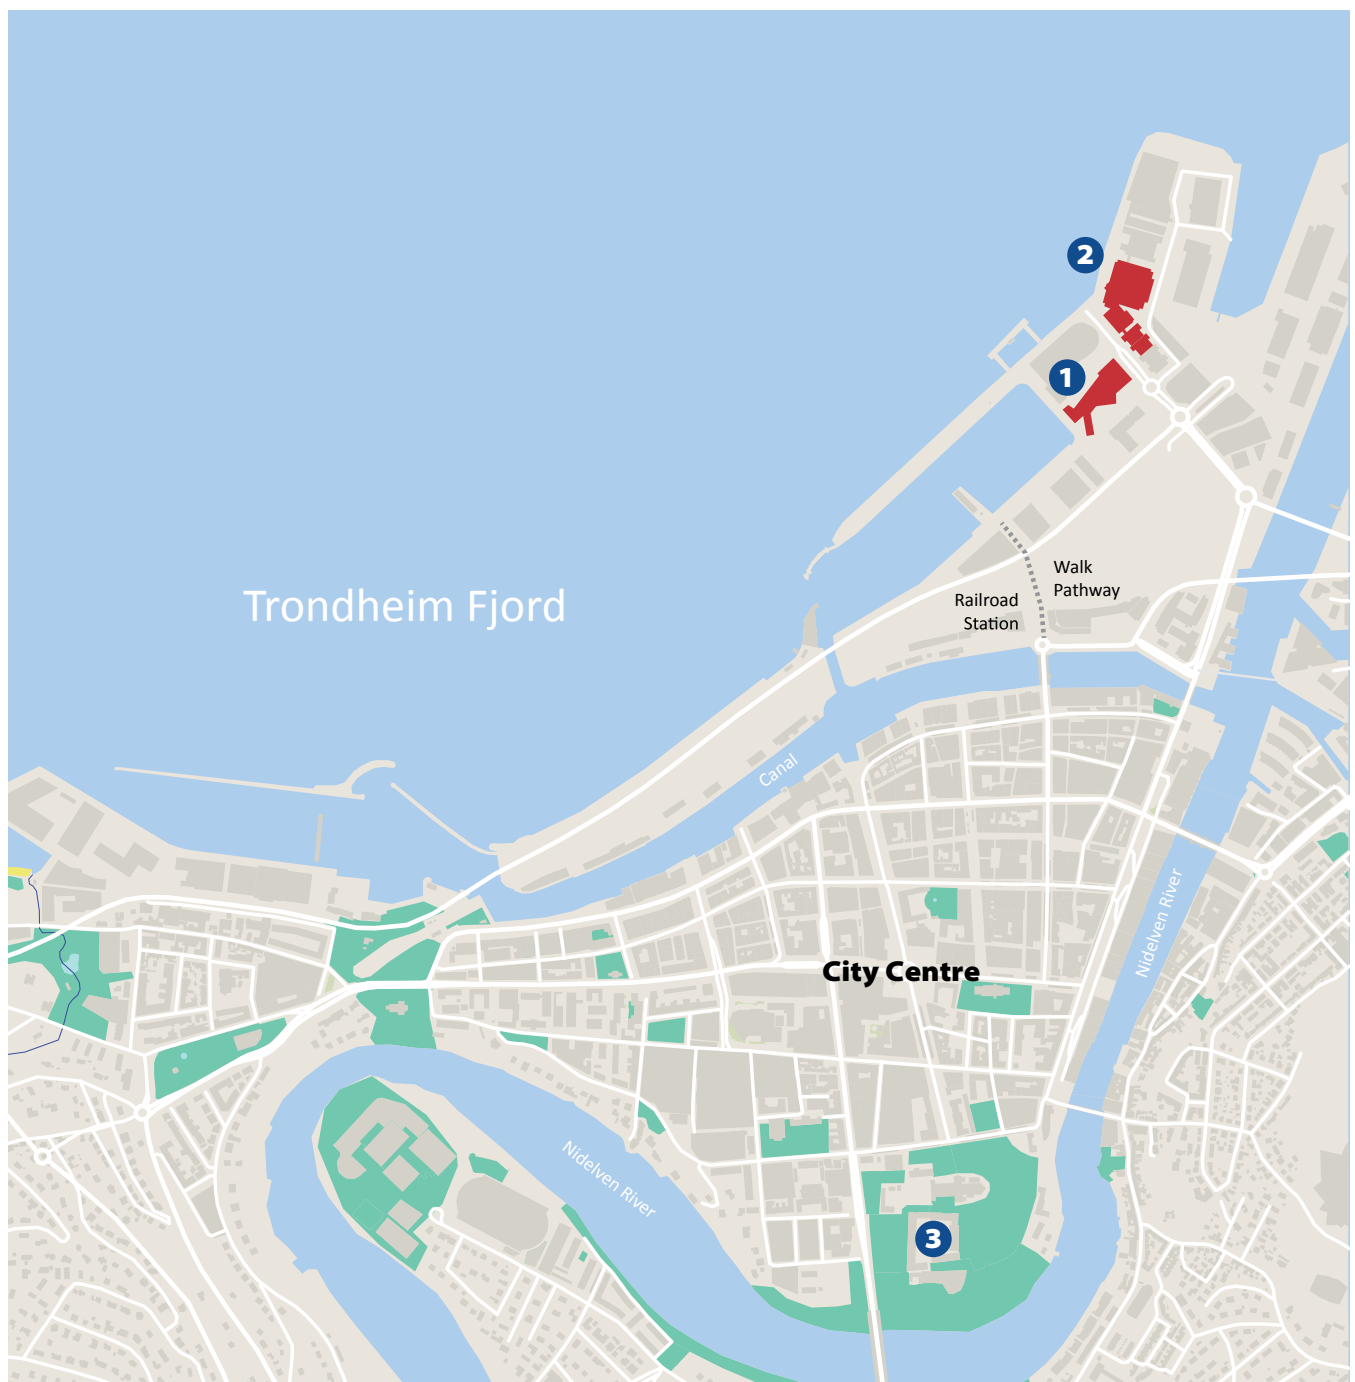 2
1
Trondheim Fjord
Walk
Pathway
Railroad
Station
Canal
Nidelven River
City Centre
Nidelven River
3